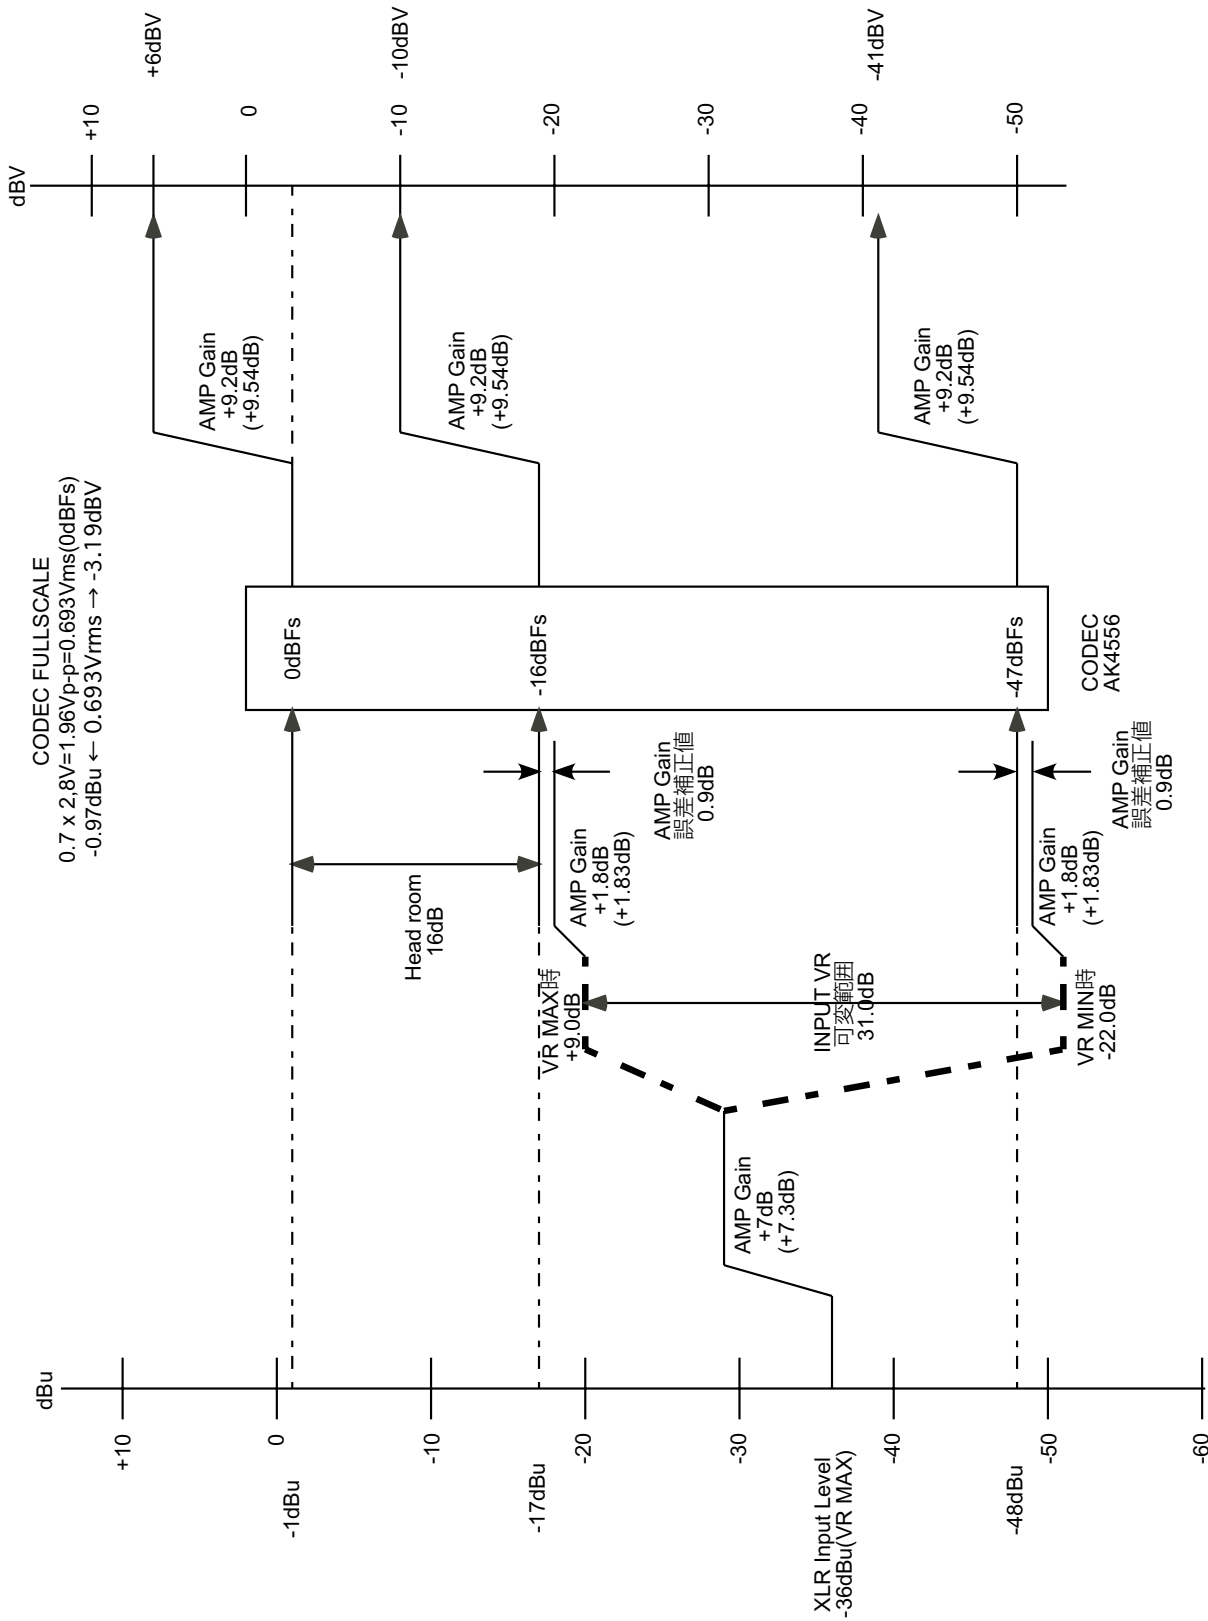 CODEC FULLSCALE
0.7 x 2,8V=1.96Vp-p=0.693Vms(0dBFs)
-0.97dBu ← 0.693Vrms → -3.19dBV
dBu
+10
0
-1dBu
-10
-17dBu
-20
-30
XLR Input Level
-36dBu(VR MAX)
-40
-48dBu
-50
-60
AMP Gain
+7dB
(+7.3dB)
VR MAX時
+9.0dB
INPUT VR
可変範囲
31.0dB
VR MIN時
-22.0dB
Head room
16dB
AMP Gain
+1.8dB
(+1.83dB)
AMP Gain
誤差補正値
0.9dB
AMP Gain
+1.8dB
(+1.83dB)
AMP Gain
誤差補正値
0.9dB
0dBFs
-16dBFs
-47dBFs
CODEC
AK4556
AMP Gain
+9.2dB
(+9.54dB)
AMP Gain
+9.2dB
(+9.54dB)
AMP Gain
+9.2dB
(+9.54dB)
dBV
+10
+6dBV
0
-10
-10dBV
-20
-30
-40
-41dBV
-50